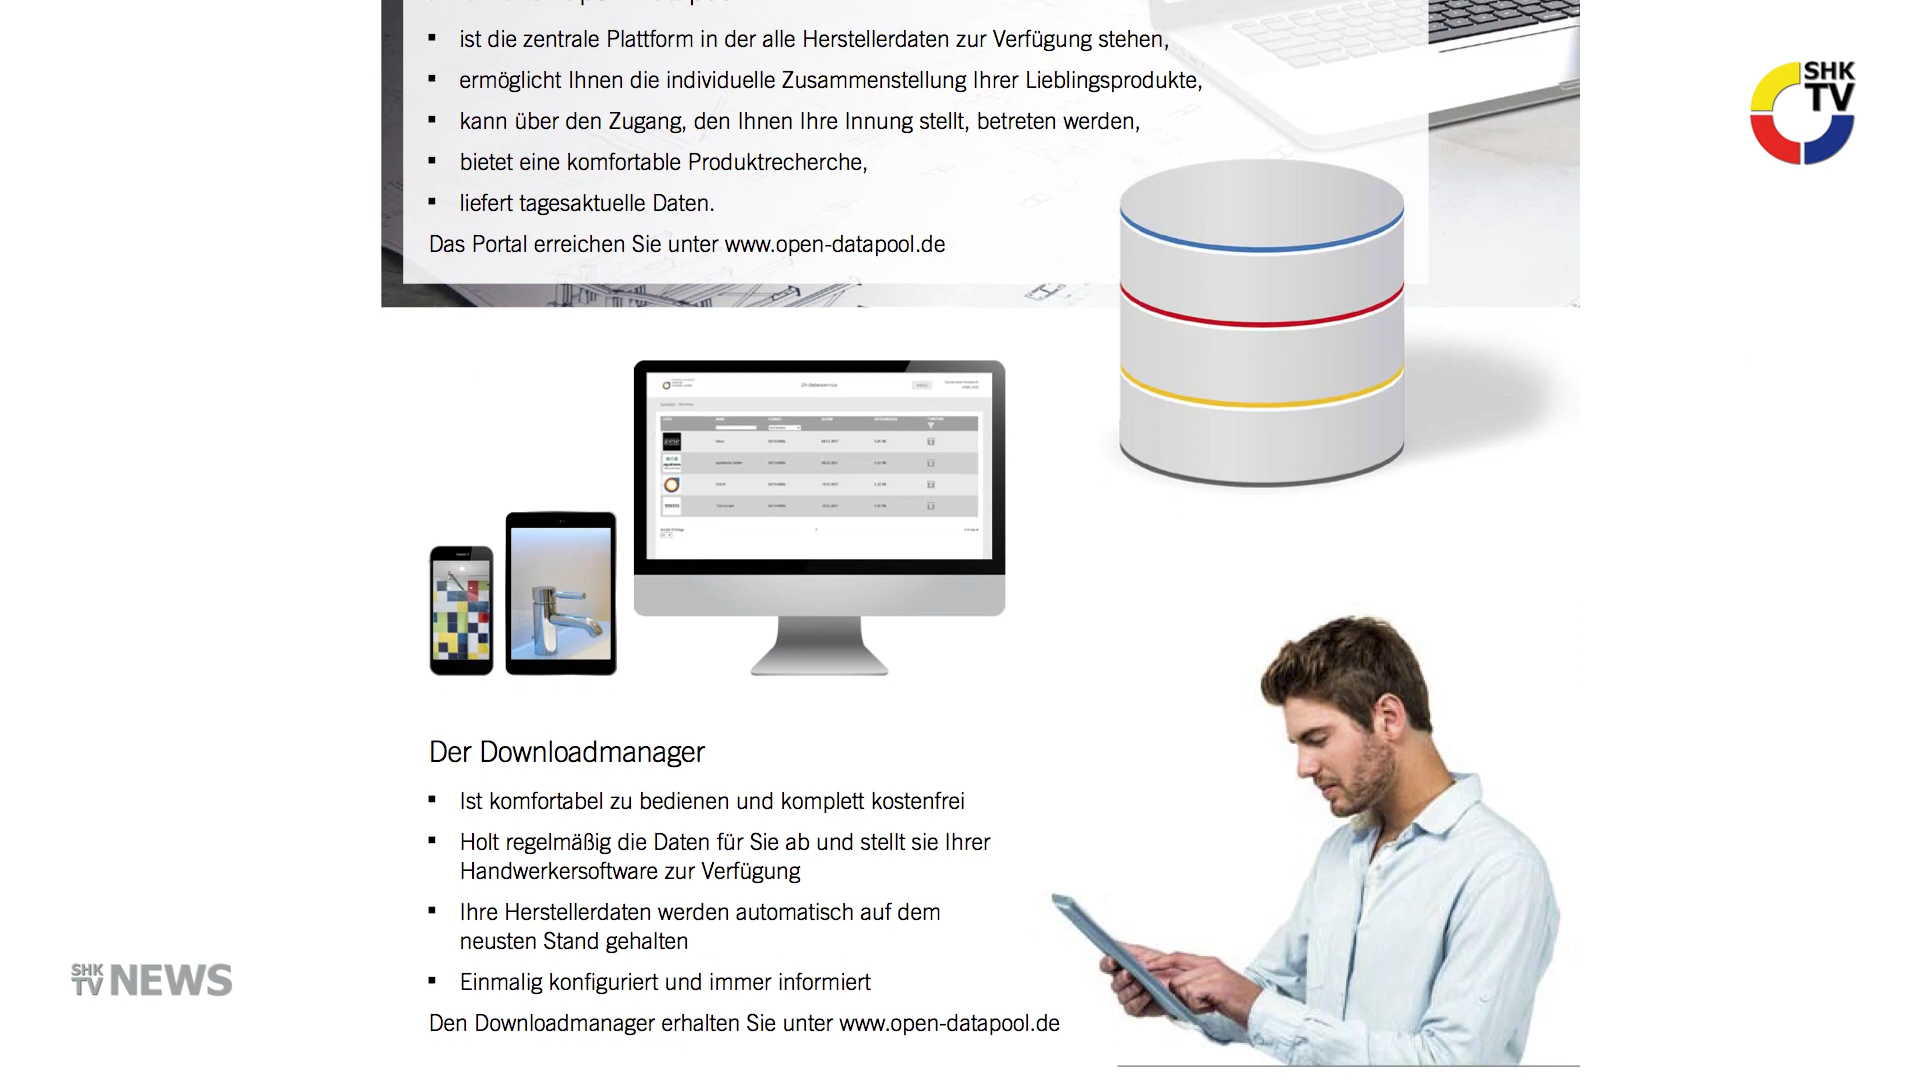 ▪ ist die zentrale Plattform in der alle Herstellerdaten zur Verfügung stehen,
▪ ermöglicht Ihnen die individuelle Zusammenstellung Ihrer Lieblingsprodukte,
▪ kann über den Zugang, den Ihnen Ihre Innung stellt, betreten werden,
▪ bietet eine komfortable Produktrecherche,
▪ liefert tagesaktuelle Daten.
Das Portal erreichen Sie unter www.open-datapool.de
SHK
TV
TOTO
Der Downloadmanager
▪ Ist komfortabel zu bedienen und komplett kostenfrei
▪ Holt regelmäßig die Daten für Sie ab und stellt sie Ihrer
Handwerkersoftware zur Verfügung
▪ Ihre Herstellerdaten werden automatisch auf dem
neusten Stand gehalten
▪ Einmalig konfiguriert und immer informiert
Den Downloadmanager erhalten Sie unter www.open-datapool.de
SHK TV NEWS